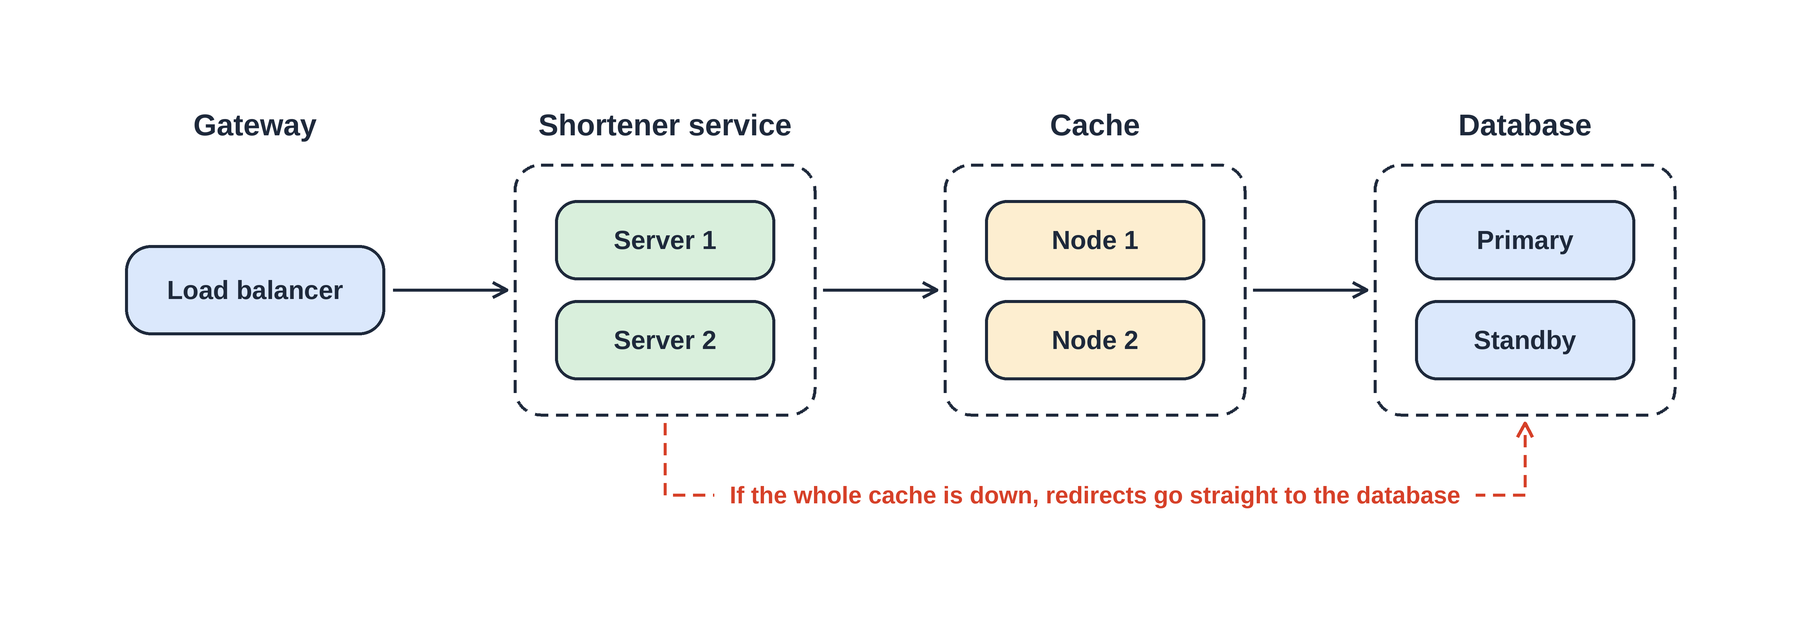 Gateway
Shortener service
Cache
Database
Load balancer
Server 1
Server 2
Node 1
Node 2
Primary
Standby
If the whole cache is down, redirects go straight to the database